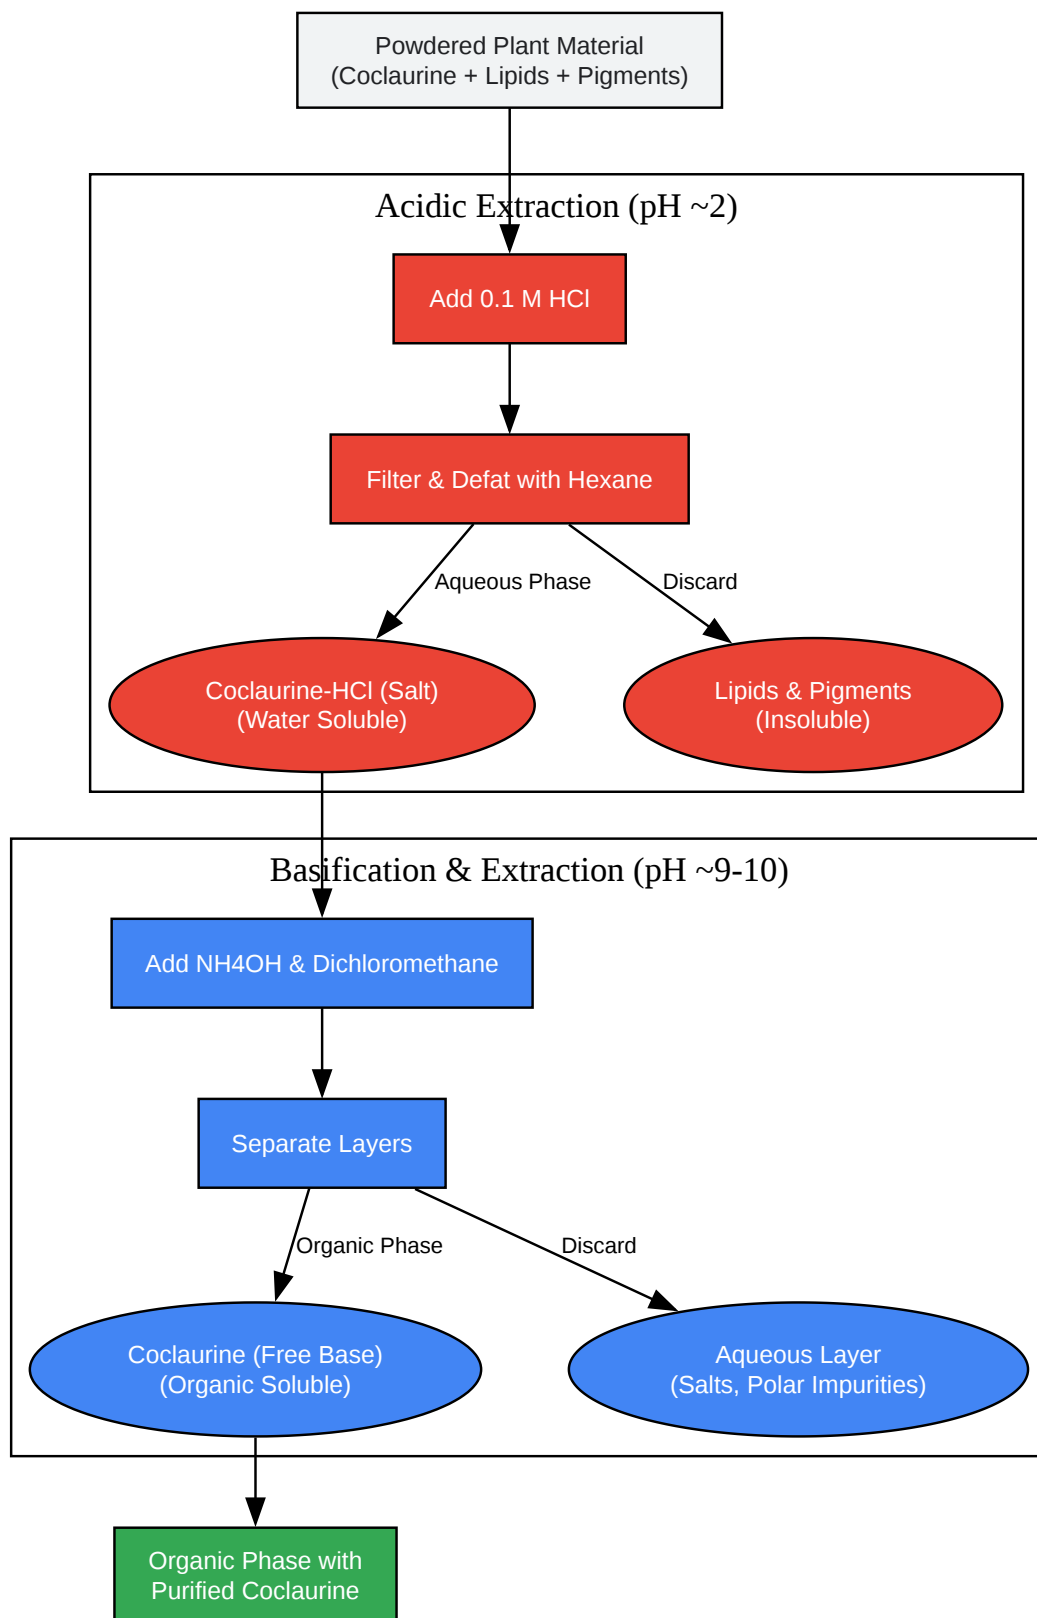 Powdered Plant Material
(Coclaurine + Lipids + Pigments)
Acidic Extraction (pH ~2)
Add 0.1 M HCl
Filter & Defat with Hexane
Aqueous Phase
Discard
Coclaurine-HCl (Salt)
(Water Soluble)
Lipids & Pigments
(Insoluble)
Basification & Extraction (pH ~9-10)
Add NH4OH & Dichloromethane
Separate Layers
Organic Phase
Discard
Coclaurine (Free Base)
(Organic Soluble)
Aqueous Layer
(Salts, Polar Impurities)
Organic Phase with
Purified Coclaurine